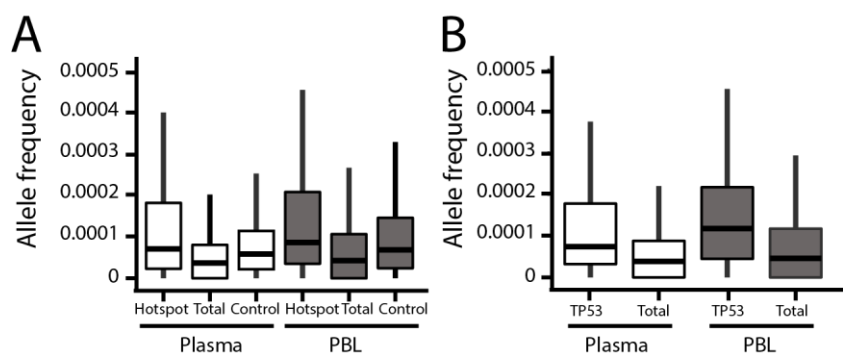 A
Allele frequency
0.0005
0.0004
0.0003
0.0002
0.0001
0
Hotspot Total Control Hotspot Total Control
Plasma PBL
B
Allele frequency
0.0005
0.0004
0.0003
0.0002
0.0001
0
TP53 Total TP53 Total
Plasma PBL